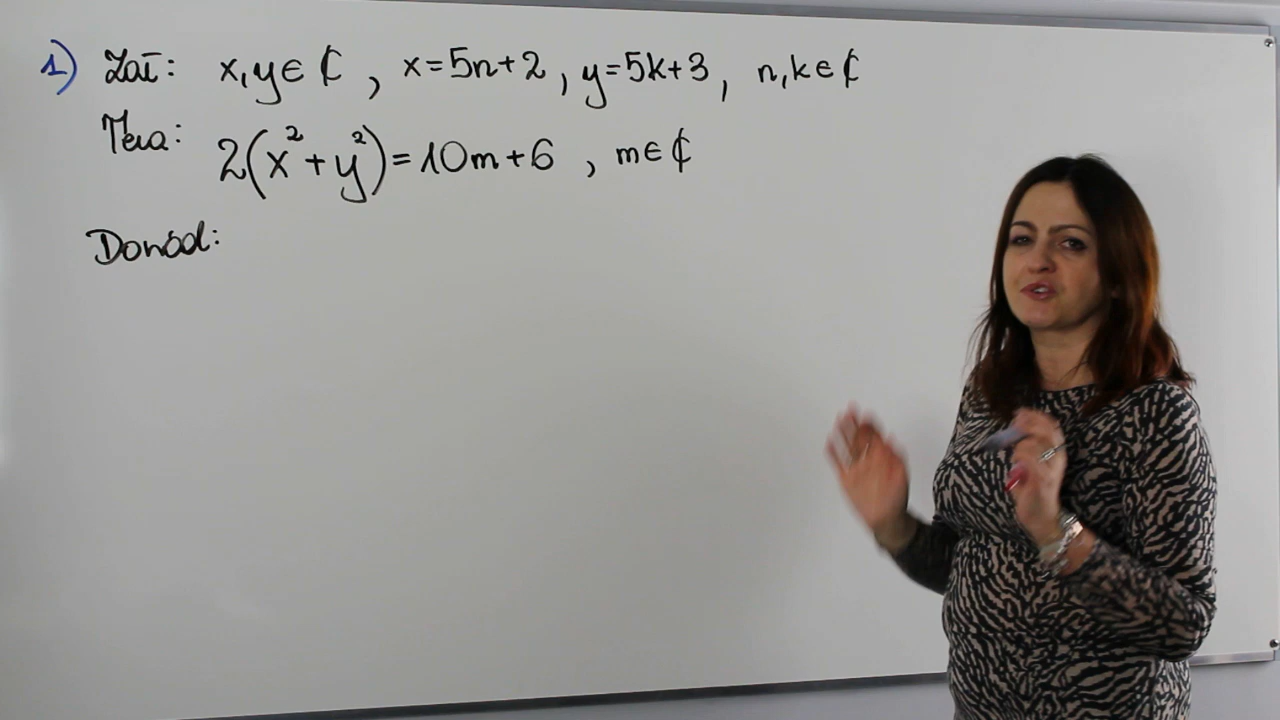 1) Zał: x,y∈ℂ, x=5n+2, y=5k+3, n,k∈ℂ
Teza: 2(x²+y²)=10m+6, m∈ℂ
Dowód: